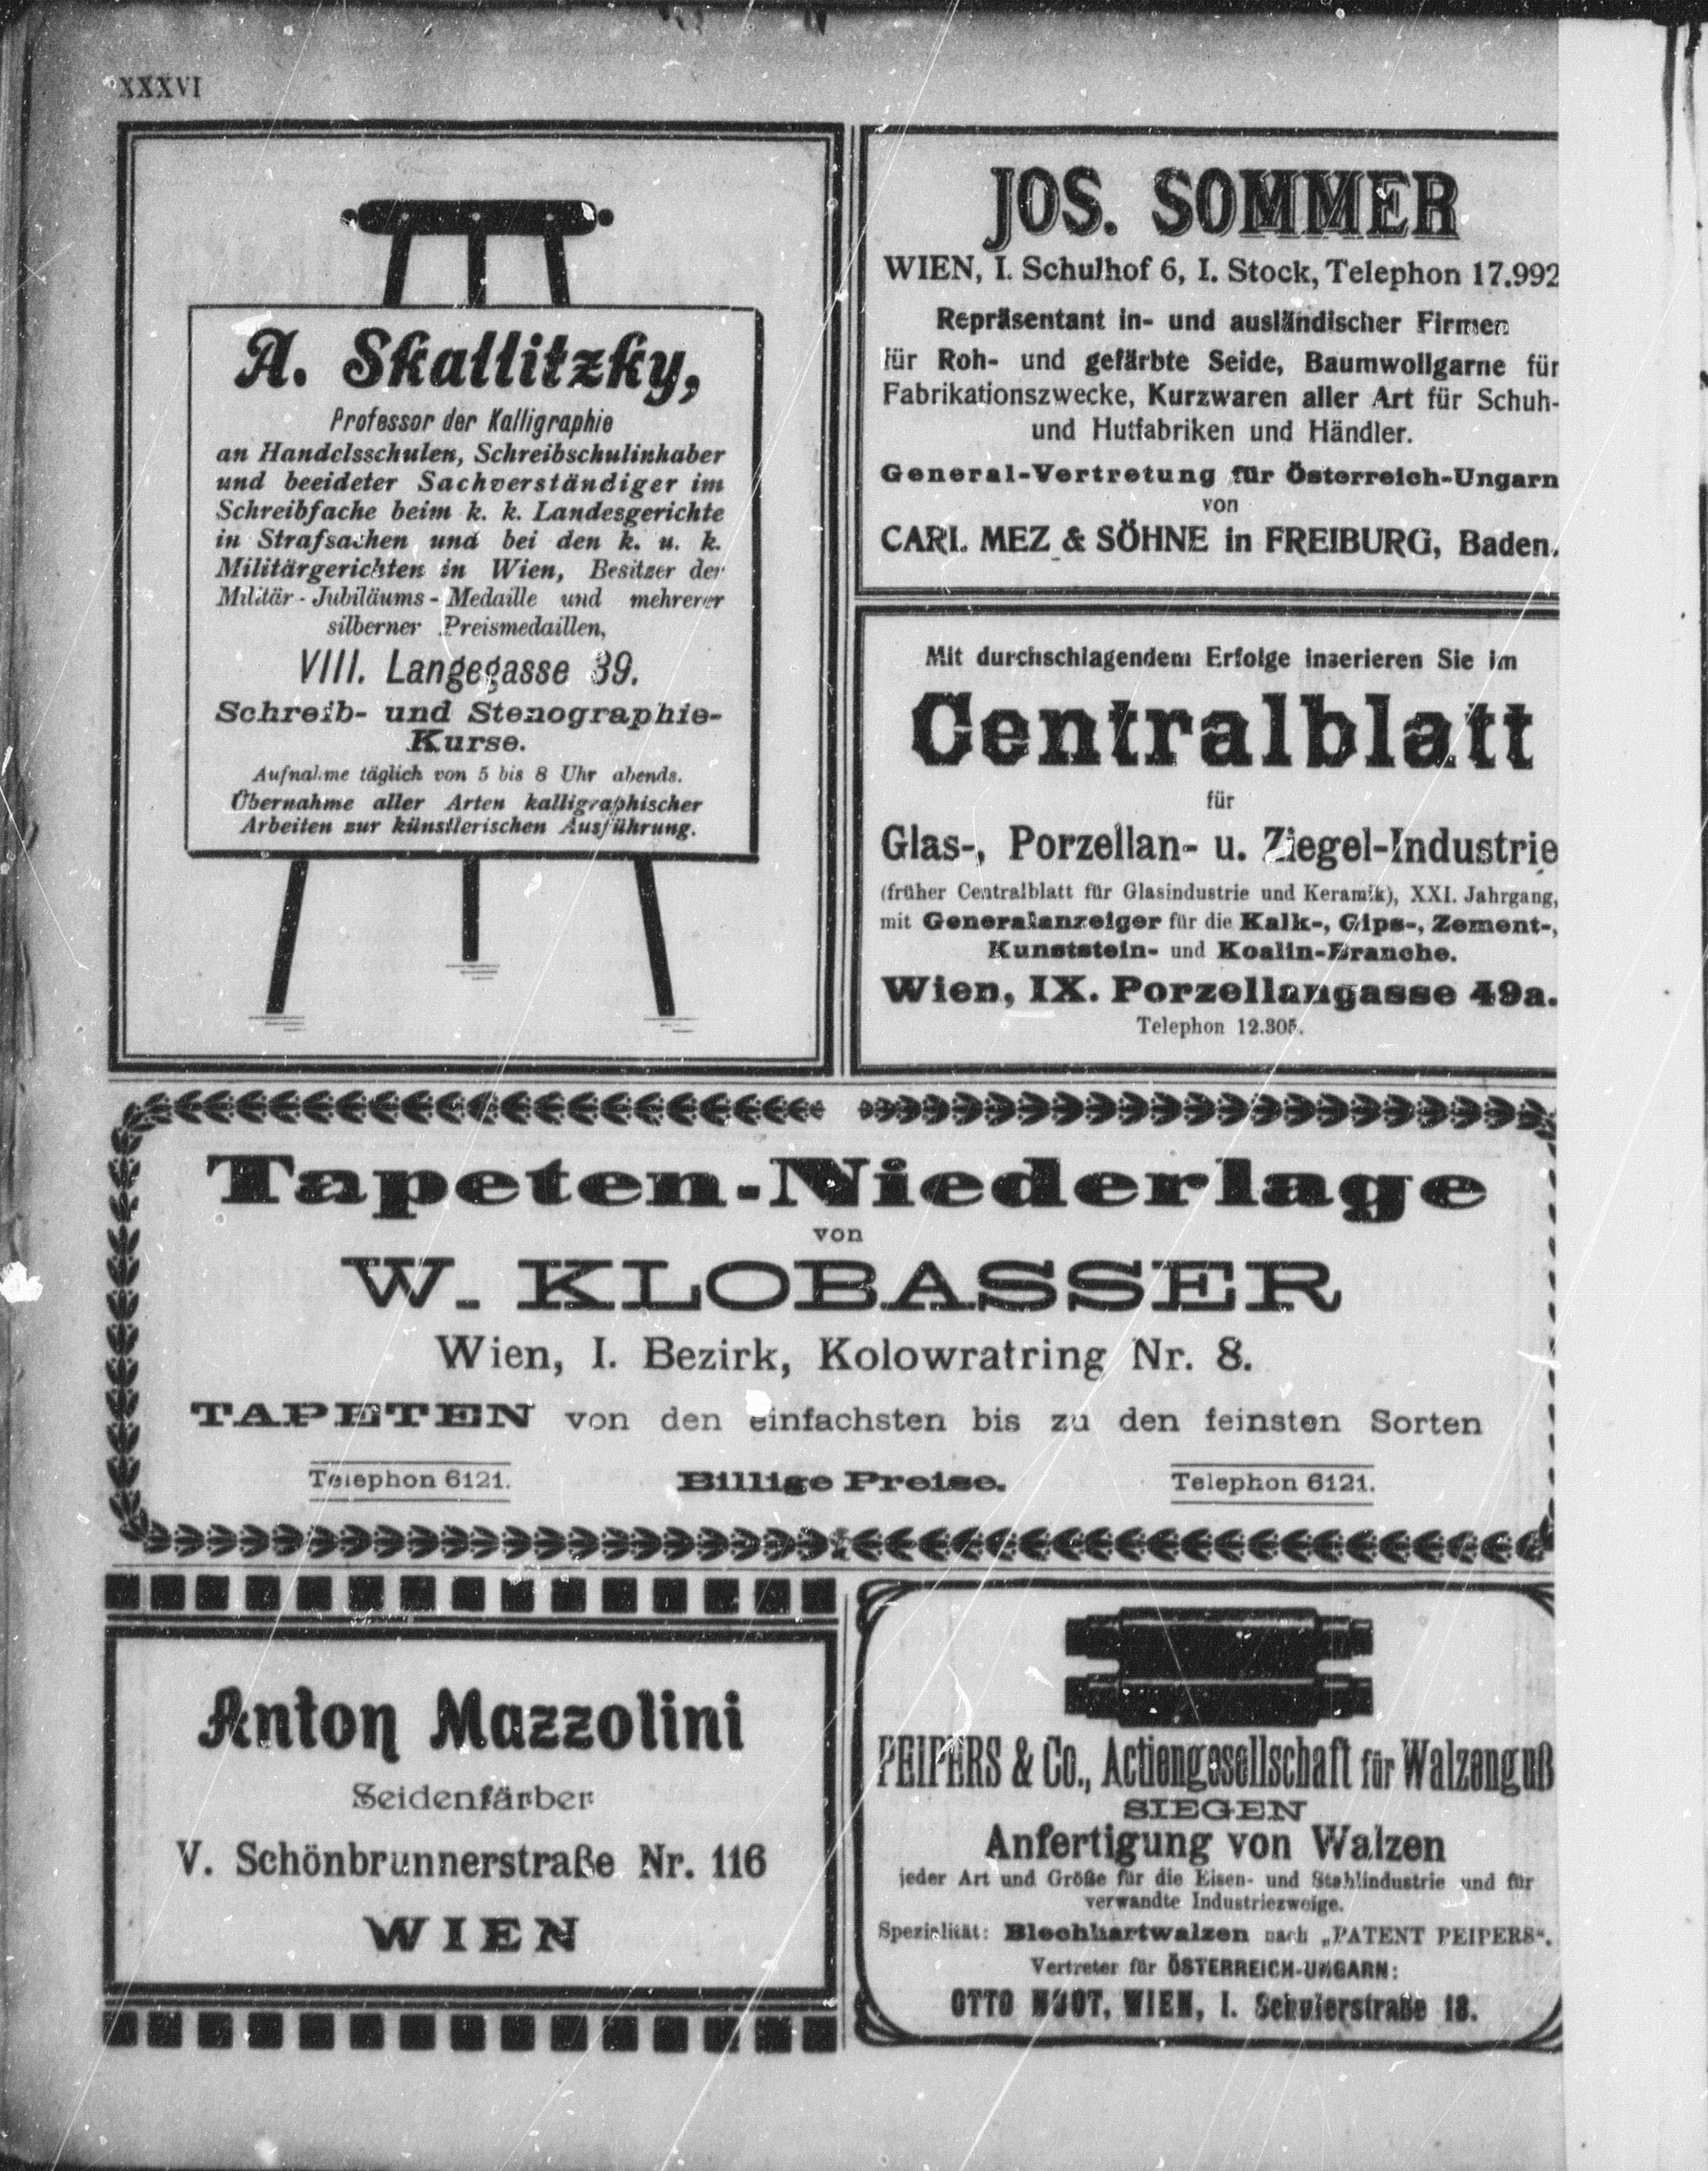 XXXVI
A. Skallitzky,
Professor der Kalligraphie
an Handelsschulen, Schreibschulinhaber
und beeideter Sachverständiger im
Schreibfache beim k. k. Landesgerichte
in Strafsachen und bei den k. u. k.
Militärgerichten in Wien, Besitzer der
Militär-Jubiläums-Medaille und mehrerer
silberner Preismedaillen,
VIII. Langegasse 39.
Schreib- und Stenographie-
Kurse.
Aufnahme täglich von 5 bis 8 Uhr abends.
Übernahme aller Arten kalligraphischer
Arbeiten zur künstlerischen Ausführung.
JOS. SOMMER
WIEN, I. Schulhof 6, I. Stock, Telephon 17.992
Repräsentant in- und ausländischer Firmen
für Roh- und gefärbte Seide, Baumwollgarne für
Fabrikationszwecke, Kurzwaren aller Art für Schuh-
und Hutfabriken und Händler.
General-Vertretung für Österreich-Ungarn
von
CARL MEZ & SÖHNE in FREIBURG, Baden.
Mit durchschlagendem Erfolge inserieren Sie im
Centralblatt
für
Glas-, Porzellan- u. Ziegel-Industrie
(früher Centralblatt für Glasindustrie und Keramik), XXI. Jahrgang,
mit Generalanzeiger für die Kalk-, Gips-, Zement-,
Kunststein- und Koalin-Branche.
Wien, IX. Porzellangasse 49a.
Telephon 12.305.
Tapeten-Niederlage
von
W. KLOBASSER
Wien, I. Bezirk, Kolowratring Nr. 8.
TAPETEN von den einfachsten bis zu den feinsten Sorten
Telephon 6121. Billige Preise. Telephon 6121.
Anton Mazzolini
Seidenfärber
V. Schönbrunnerstraße Nr. 116
WIEN
PEIPERS & Co., Actiengesellschaft für Walzenguß
SIEGEN
Anfertigung von Walzen
jeder Art und Größe für die Eisen- und Stahlindustrie und für
verwandte Industriezweige.
Spezialität: Blechhartwalzen nach „PATENT PEIPERS“.
Vertreter für ÖSTERREICH-UNGARN:
OTTO NOOT, WIEN, I. Schulerstraße 18.